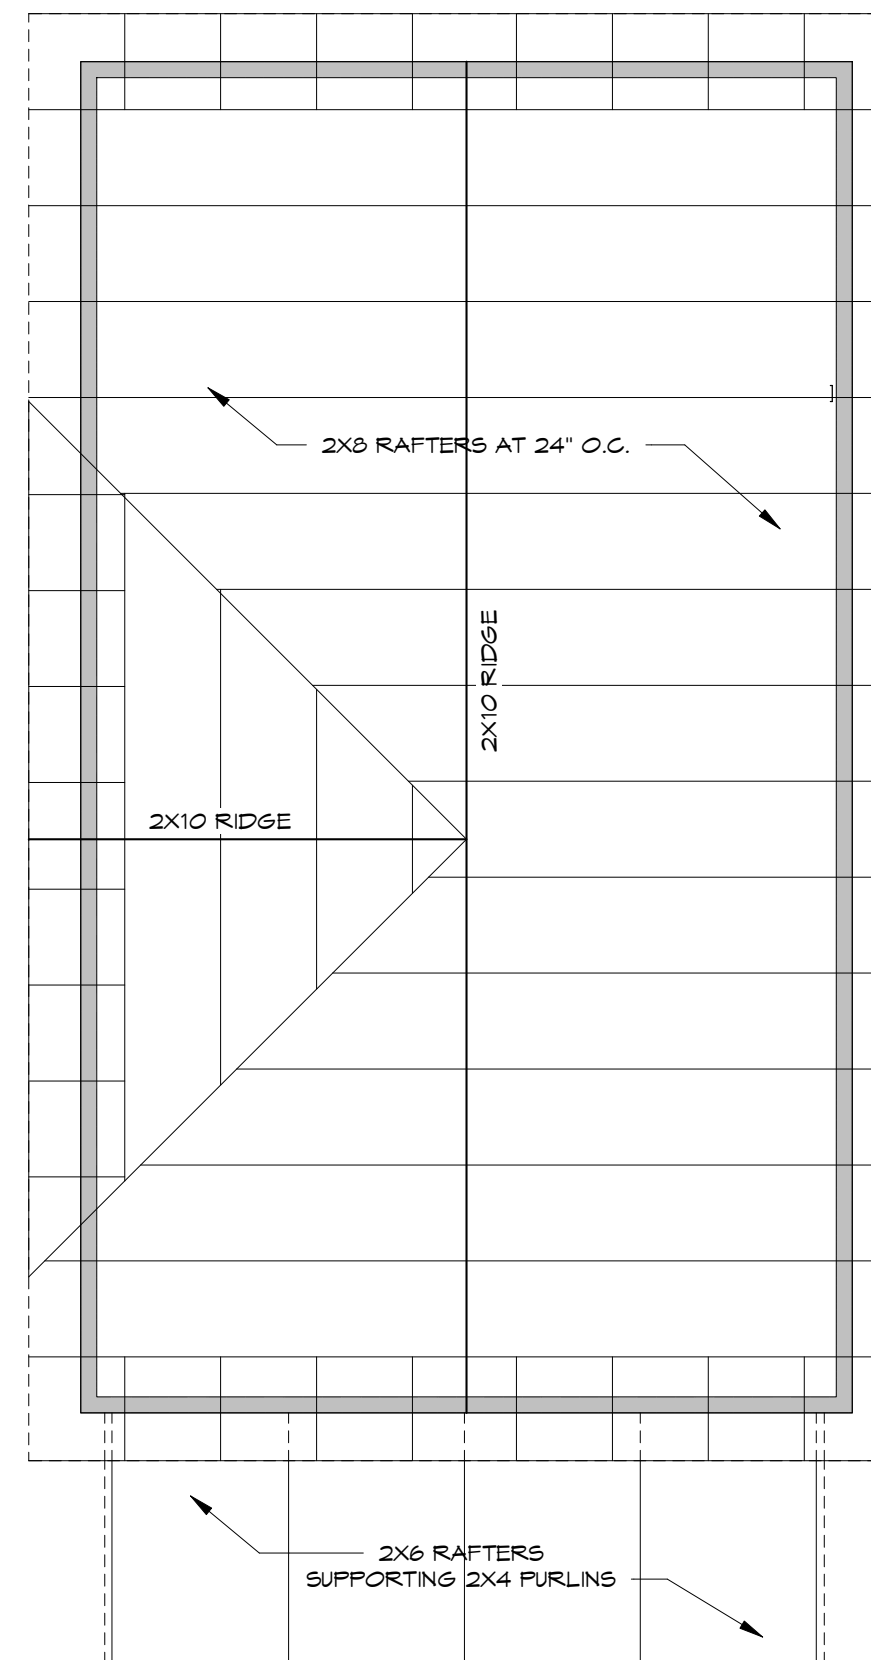 2X8 RAFTERS AT 24" O.C.
2X10 RIDGE
2X10 RIDGE
2X6 RAFTERS
SUPPORTING 2X4 PURLINS